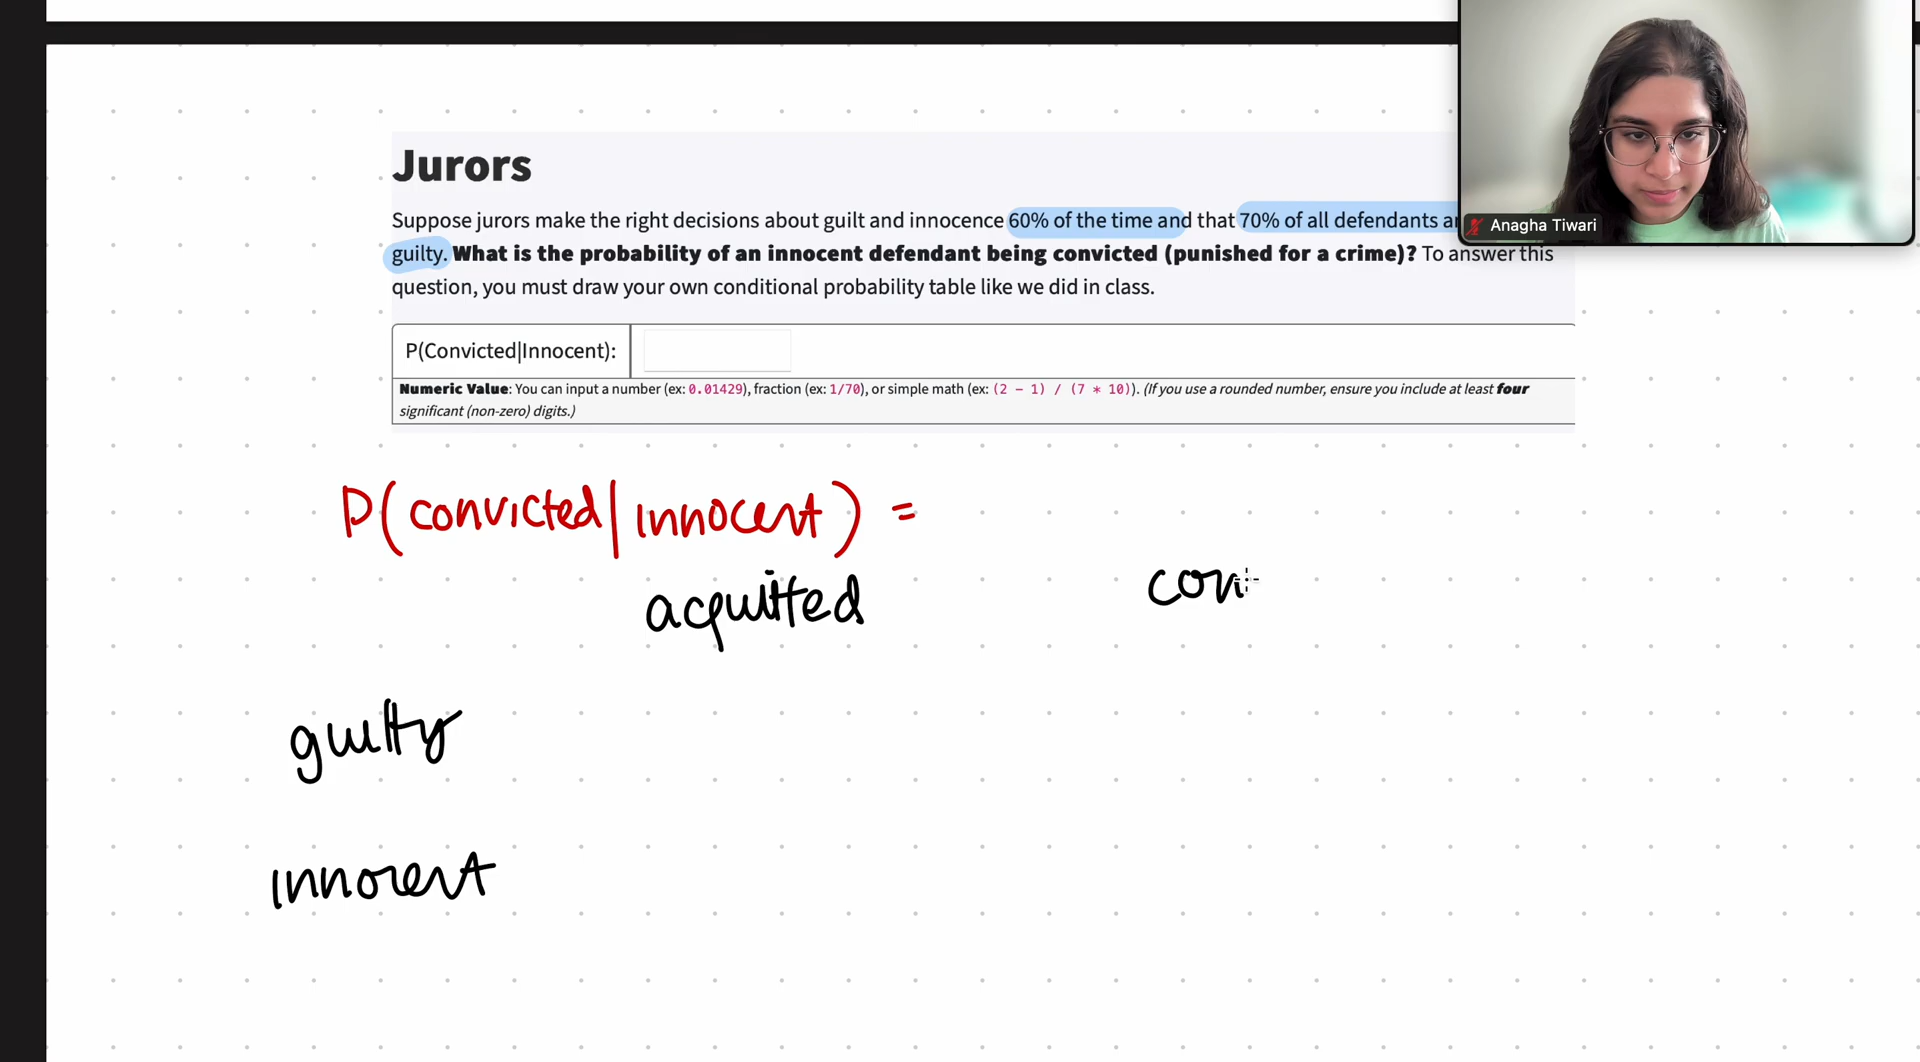 Jurors
Suppose jurors make the right decisions about guilt and innocence 60% of the time and that 70% of all defendants
guilty. What is the probability of an innocent defendant being convicted (punished for a crime)? To answer this
question, you must draw your own conditional probability table like we did in class.
P(Convicted|Innocent):
Numeric Value: You can input a number (ex: 0.01429), fraction (ex: 1/70), or simple math (ex: (2 - 1) / (7 * 10)). (If you use a rounded number, ensure you include at least four
significant (non-zero) digits.)
P(convicted|innocent) =
acquitted con
guilty
innocent
Anagha Tiwari